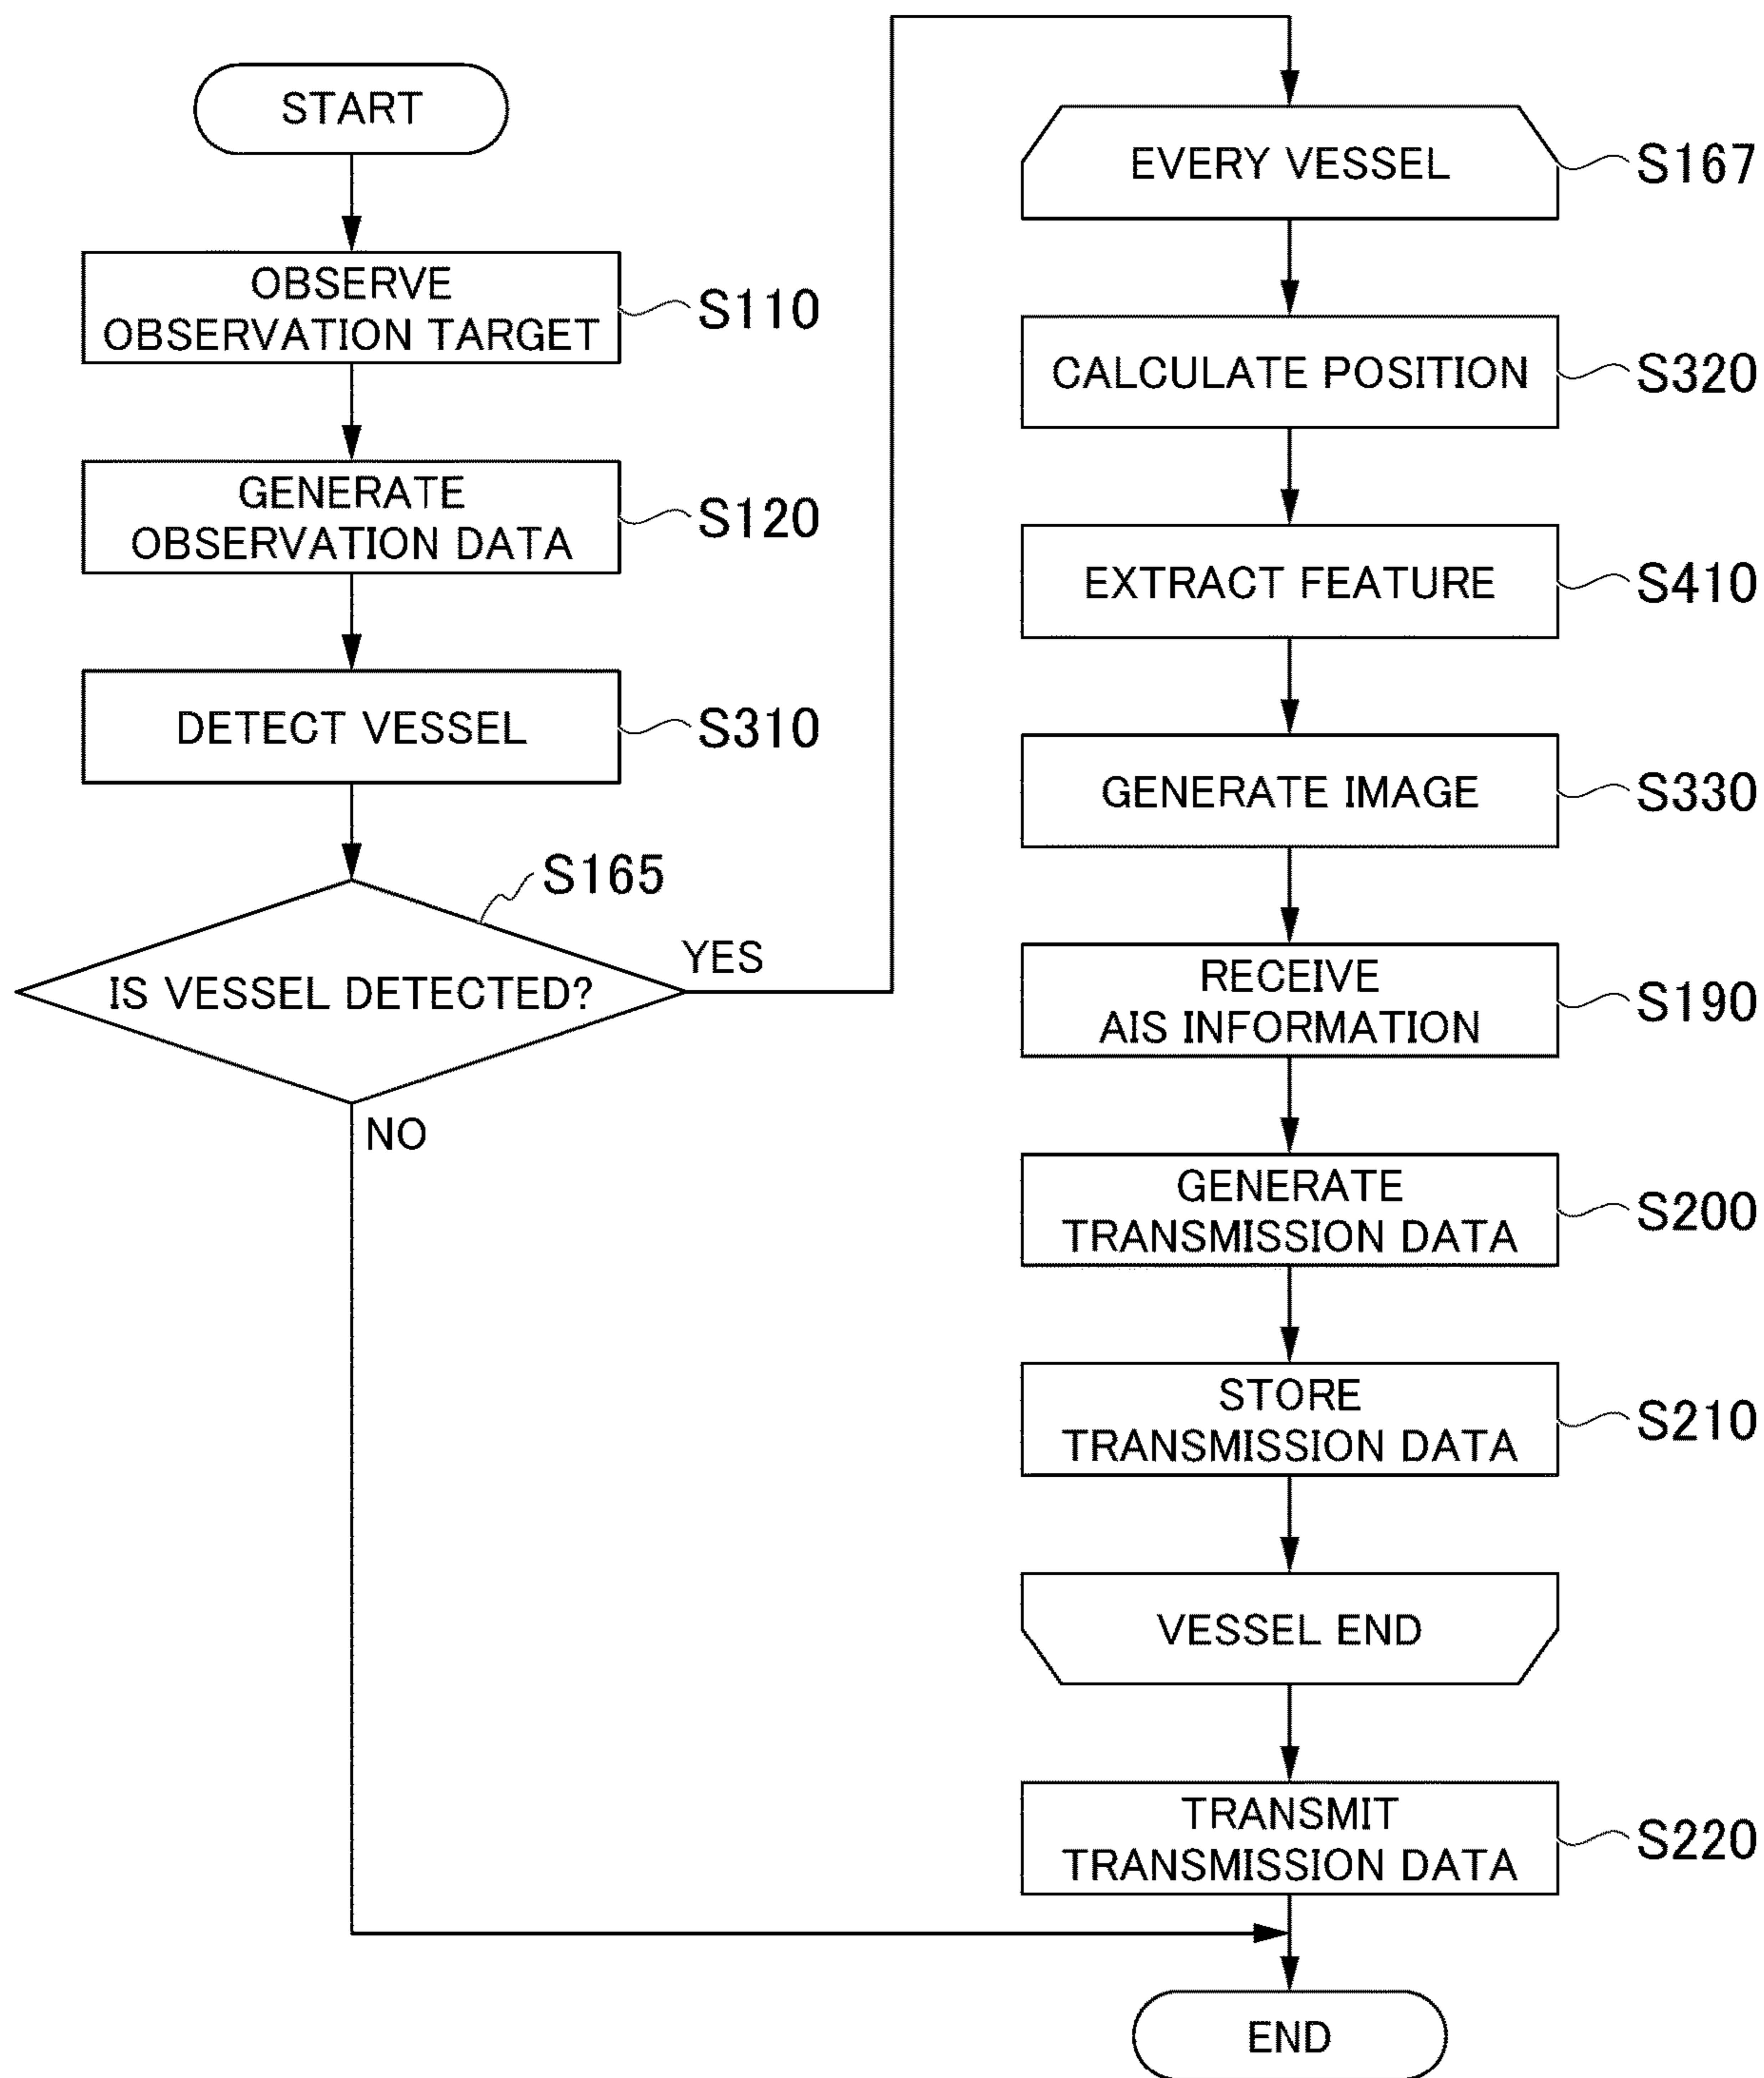 START
OBSERVE
OBSERVATION TARGET
S110
GENERATE
OBSERVATION DATA
S120
DETECT VESSEL
S310
S165
IS VESSEL DETECTED?
YES
NO
EVERY VESSEL
S167
CALCULATE POSITION
S320
EXTRACT FEATURE
S410
GENERATE IMAGE
S330
RECEIVE
AIS INFORMATION
S190
GENERATE
TRANSMISSION DATA
S200
STORE
TRANSMISSION DATA
S210
VESSEL END
TRANSMIT
TRANSMISSION DATA
S220
END